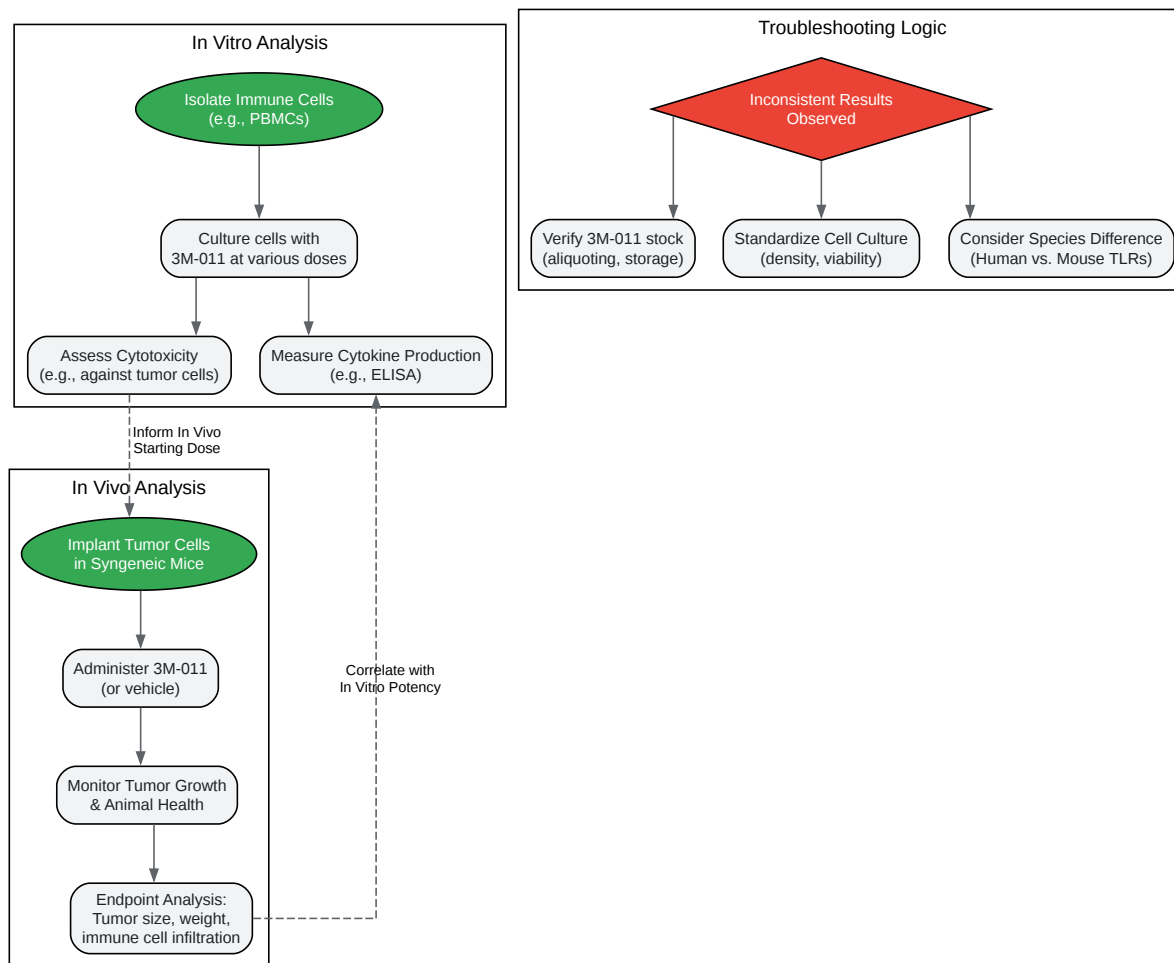 In Vitro Analysis
Isolate Immune Cells
(e.g., PBMCs)
Culture cells with
3M-011 at various doses
Assess Cytotoxicity
(e.g., against tumor cells)
Measure Cytokine Production
(e.g., ELISA)
Inform In Vivo
Starting Dose
In Vivo Analysis
Implant Tumor Cells
in Syngeneic Mice
Administer 3M-011
(or vehicle)
Monitor Tumor Growth
& Animal Health
Endpoint Analysis:
Tumor size, weight,
immune cell infiltration
Correlate with
In Vitro Potency
Troubleshooting Logic
Inconsistent Results
Observed
Verify 3M-011 stock
(aliquoting, storage)
Standardize Cell Culture
(density, viability)
Consider Species Difference
(Human vs. Mouse TLRs)